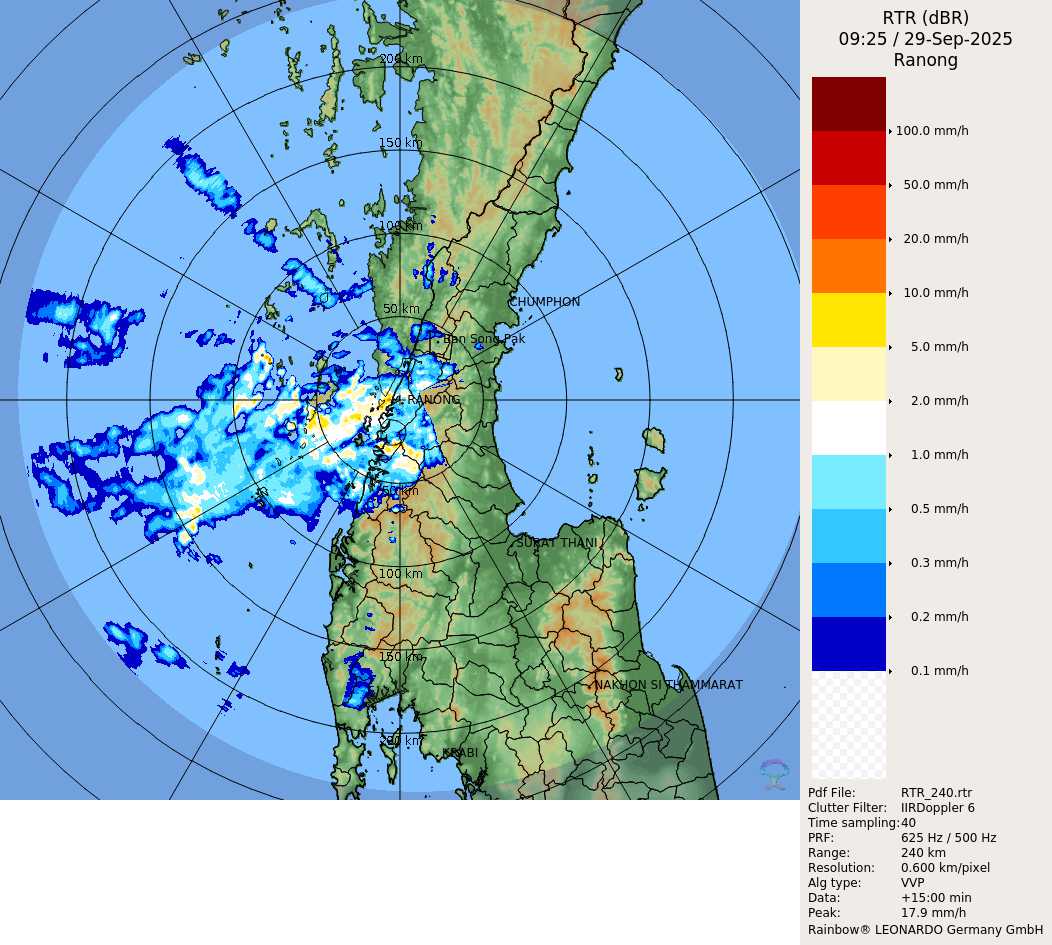 RTR (dBR)
09:25 / 29-Sep-2025
Ranong
200 km
150 km
100 km
50 km
CHUMPHON
Ban Song Pak
RANONG
50 km
SURAT THANI
100 km
150 km
NAKHON SI THAMMARAT
200 km
KRABI
100.0 mm/h
50.0 mm/h
20.0 mm/h
10.0 mm/h
5.0 mm/h
2.0 mm/h
1.0 mm/h
0.5 mm/h
0.3 mm/h
0.2 mm/h
0.1 mm/h
Pdf File: RTR_240.rtr
Clutter Filter: IIRDoppler 6
Time sampling: 40
PRF: 625 Hz / 500 Hz
Range: 240 km
Resolution: 0.600 km/pixel
Alg type: VVP
Data: +15:00 min
Peak: 17.9 mm/h
Rainbow® LEONARDO Germany GmbH